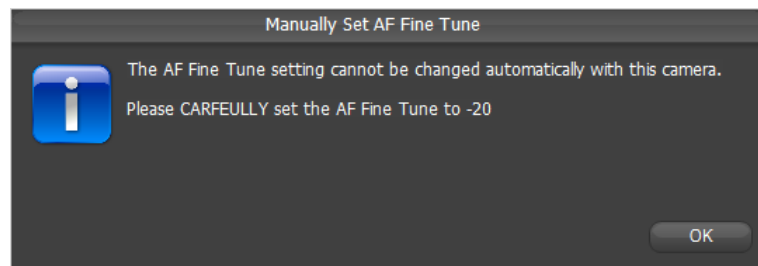 Manually Set AF Fine Tune
The AF Fine Tune setting cannot be changed automatically with this camera.
Please CARFEULLY set the AF Fine Tune to -20
OK